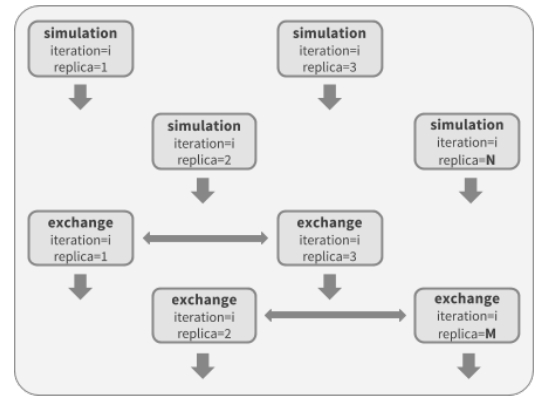 simulation
iteration=i
replica=1
simulation
iteration=i
replica=3
simulation
iteration=i
replica=2
simulation
iteration=i
replica=N
exchange
iteration=i
replica=1
exchange
iteration=i
replica=3
exchange
iteration=i
replica=2
exchange
iteration=i
replica=M